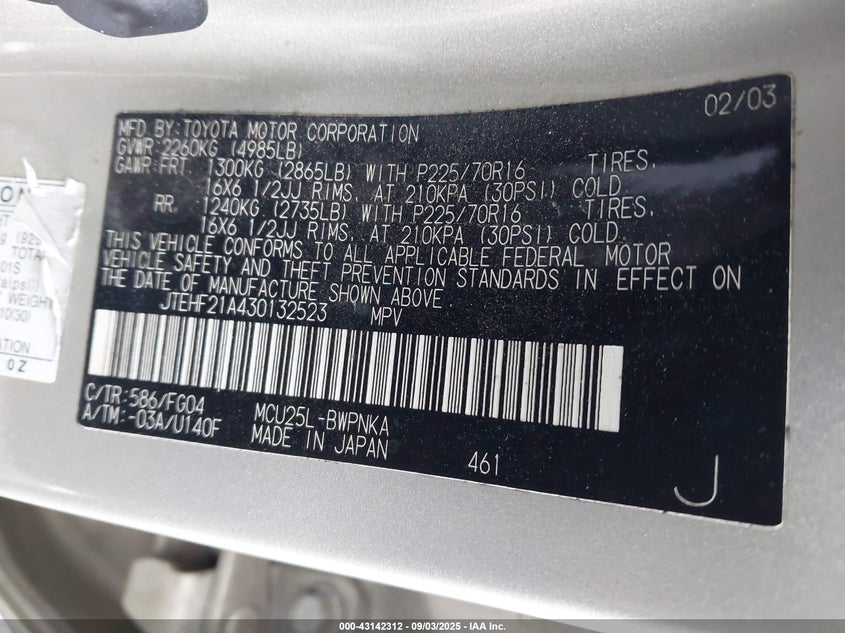 02/03
MFD BY: TOYOTA MOTOR CORPORATION
GVWR: 2260KG (4985LB)
GAWR: FRT 1300KG (2865LB) WITH P225/70R16 TIRES,
16X6 1/2JJ RIMS, AT 210KPA (30PSI) COLD
RR. 1240KG (2735LB) WITH P225/70R16 TIRES,
16X6 1/2JJ RIMS, AT 210KPA (30PSI) COLD.
THIS VEHICLE CONFORMS TO ALL APPLICABLE FEDERAL MOTOR
VEHICLE SAFETY AND THEFT PREVENTION STANDARDS IN EFFECT ON
THE DATE OF MANUFACTURE SHOWN ABOVE.
JTEHF21A430132523 MPV
C/TR: 586/FG04 MCU25L-BWPNKA
A/TM: -03A/U140F MADE IN JAPAN
461
J
TOTA
WEIGHT
OZ
000-43142312 - 09/03/2025 - IAA Inc.